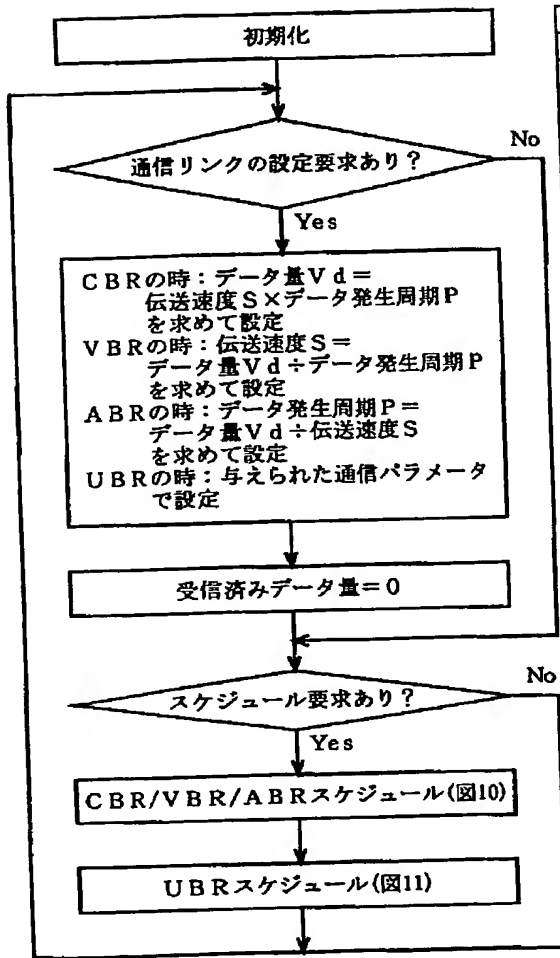 初期化
通信リンクの設定要求あり？
No
Yes
CBRの時：データ量Vd＝
伝送速度S×データ発生周期P
を求めて設定
VBRの時：伝送速度S＝
データ量Vd÷データ発生周期P
を求めて設定
ABRの時：データ発生周期P＝
データ量Vd÷伝送速度S
を求めて設定
UBRの時：与えられた通信パラメータ
で設定
受信済みデータ量＝0
スケジュール要求あり？
No
Yes
CBR/VBR/ABRスケジュール(図10)
UBRスケジュール(図11)